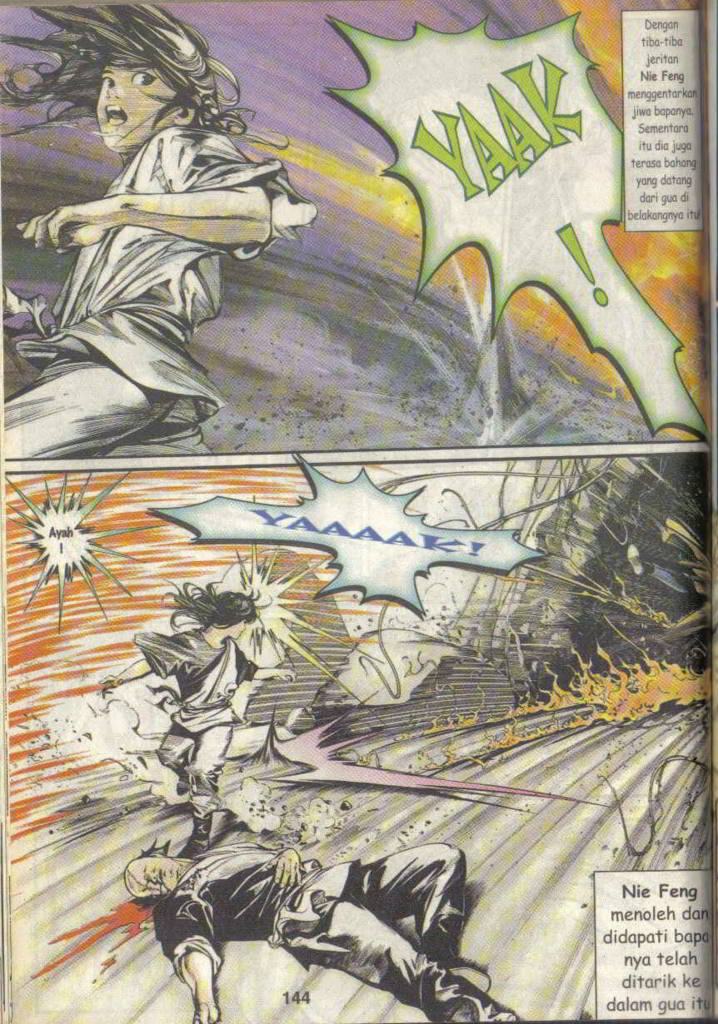 Dengan
tiba-tiba
jeritan
Nie Feng
menggentarkan
jiwa bapanya.
Sementara
itu dia juga
terasa bahang
yang datang
dari gua di
belakangnya itu
YAAK
!
Ayah
!
YAAAAAK!
Nie Feng
menoleh dan
didapati bapa
nya telah
ditarik ke
dalam gua itu
144